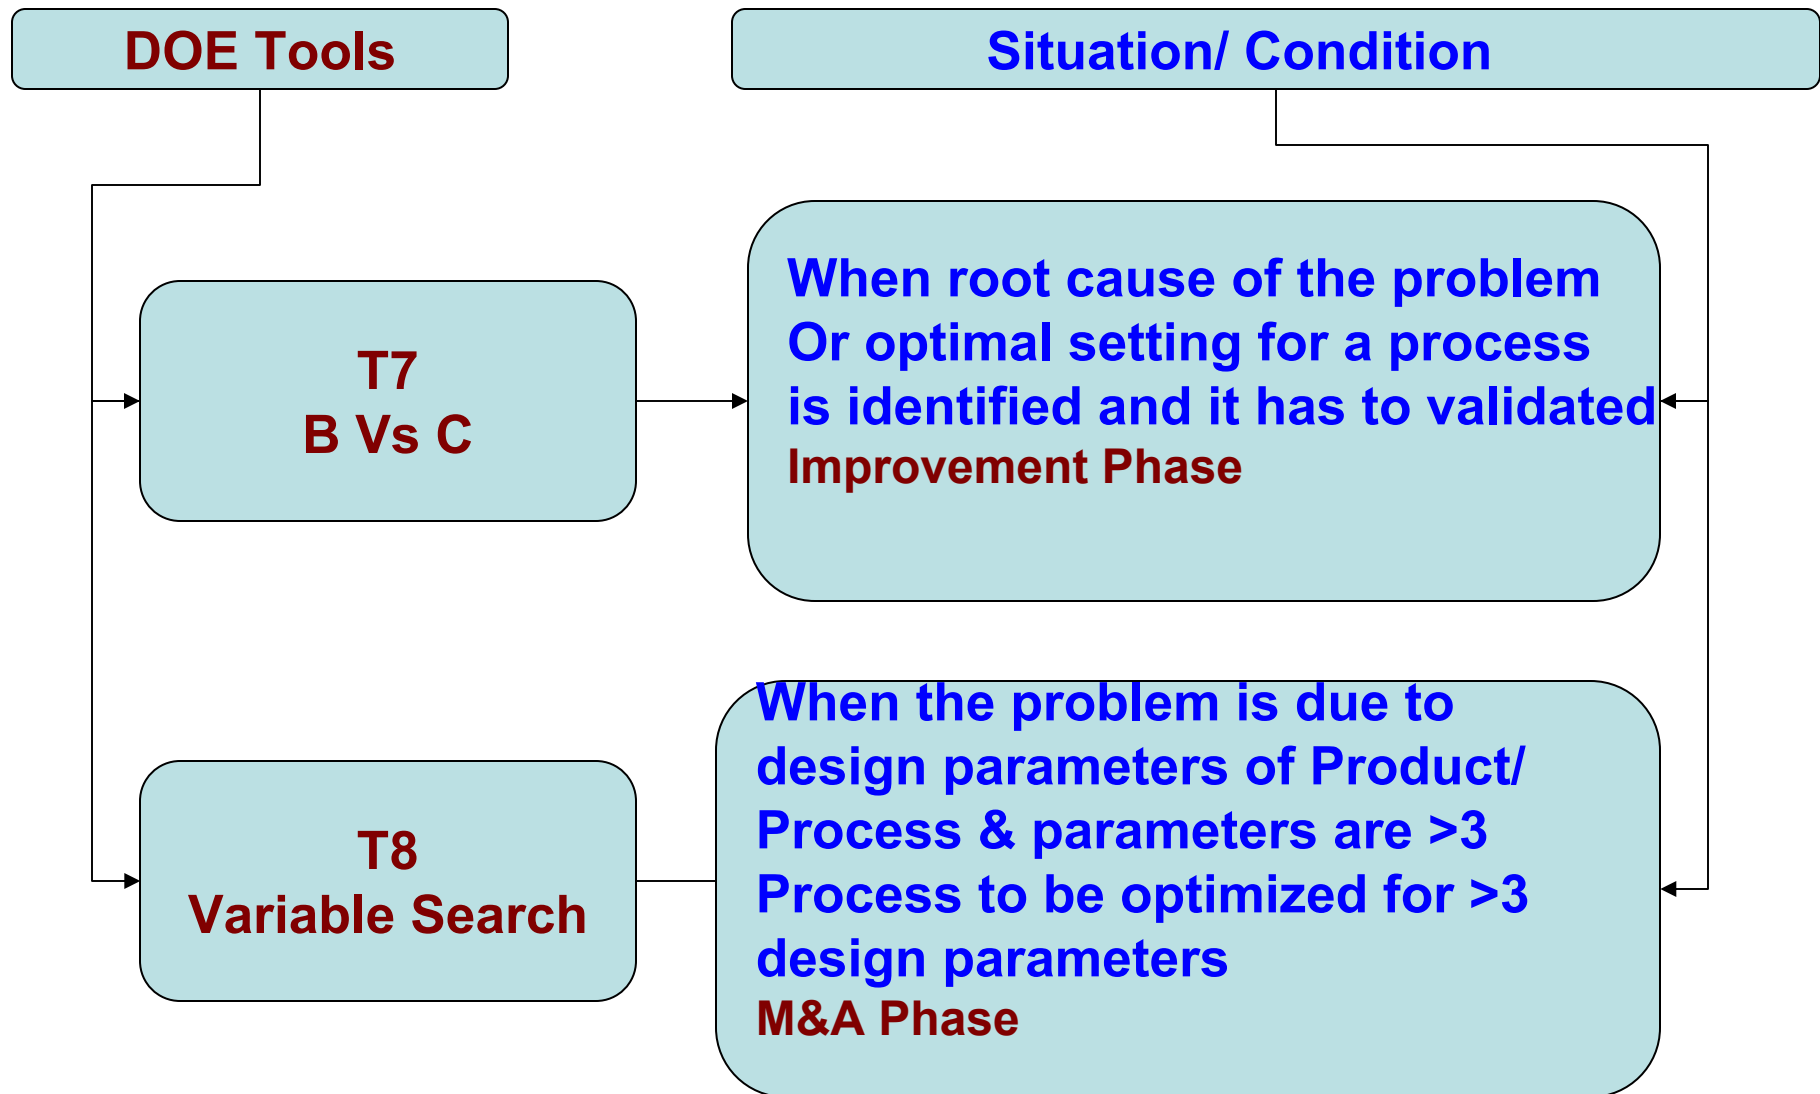 DOE Tools
Situation/ Condition
T7
B Vs C
When root cause of the problem
Or optimal setting for a process
is identified and it has to validated
Improvement Phase
T8
Variable Search
When the problem is due to
design parameters of Product/
Process & parameters are >3
Process to be optimized for >3
design parameters
M&A Phase